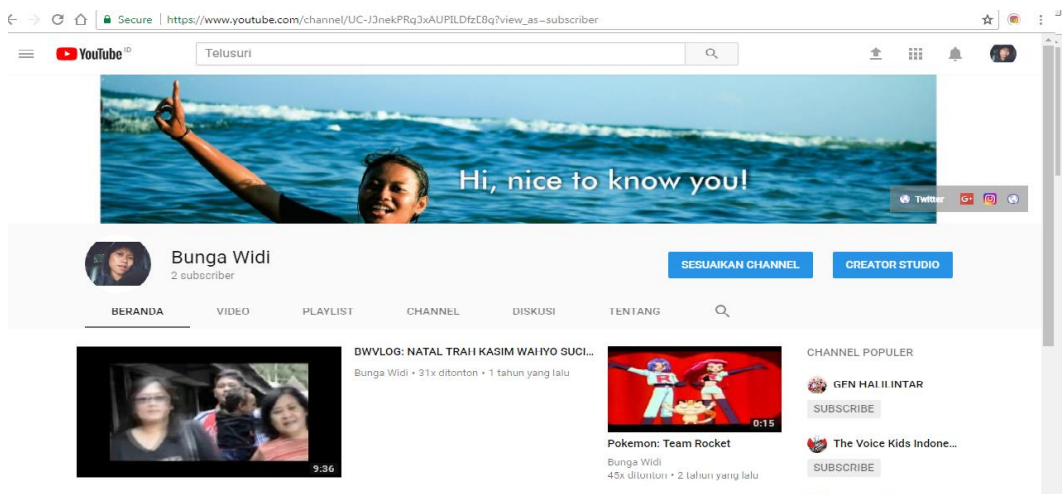 Secure https://www.youtube.com/channel/UC-J3nekPRqJxAUPILDfzE8q?view_as=subscriber
YouTube ID
Telusuri
Hi, nice to know you!
Twitter G+
Bunga Widi
2 subscriber
SESUAIKAN CHANNEL
CREATOR STUDIO
BERANDA VIDEO PLAYLIST CHANNEL DISKUSI TENTANG
BWVLOG: NATAL TRAH KASIM WAHYO SUCI...
Bunga Widi • 31x ditonton • 1 tahun yang lalu
9:36
R R
0:15
Pokemon: Team Rocket
Bunga Widi
45x ditonton • 2 tahun yang lalu
CHANNEL POPULER
GEN HALILINTAR
SUBSCRIBE
The Voice Kids Indone...
SUBSCRIBE